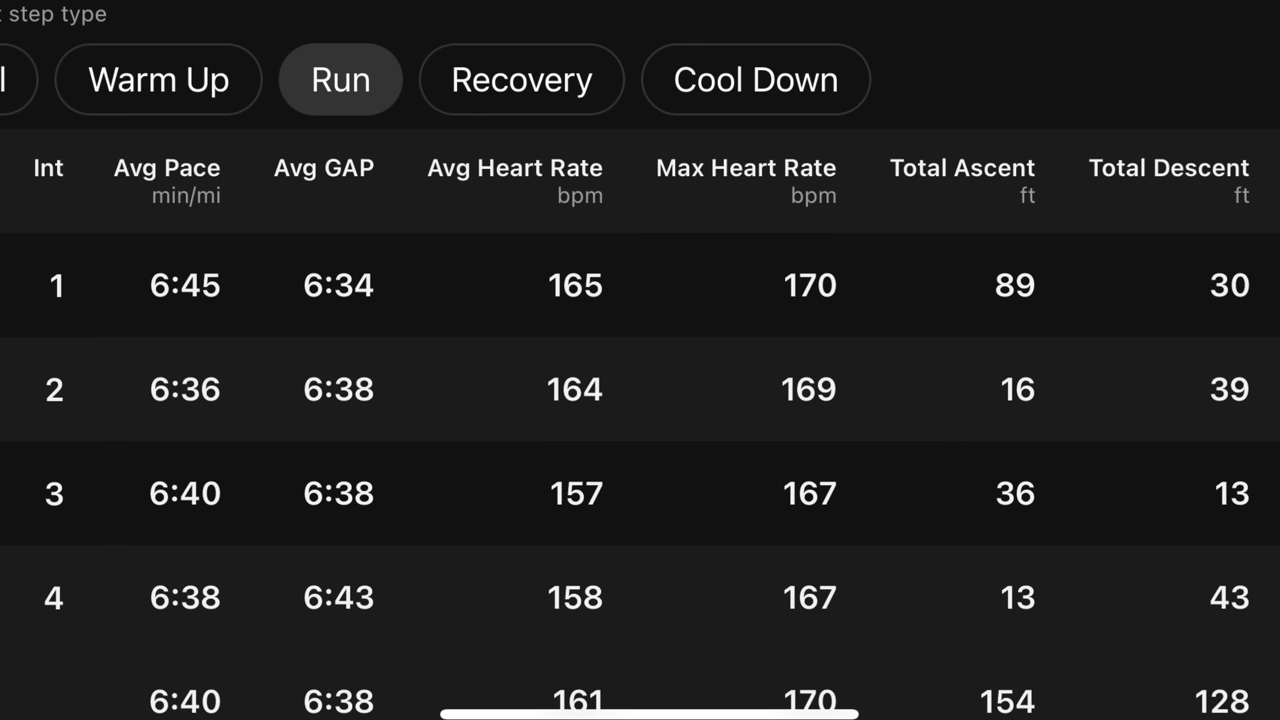 step type
Warm Up Run Recovery Cool Down
Int Avg Pace Avg GAP Avg Heart Rate Max Heart Rate Total Ascent Total Descent
min/mi bpm bpm ft ft
1 6:45 6:34 165 170 89 30
2 6:36 6:38 164 169 16 39
3 6:40 6:38 157 167 36 13
4 6:38 6:43 158 167 13 43
6:40 6:38 161 170 154 128